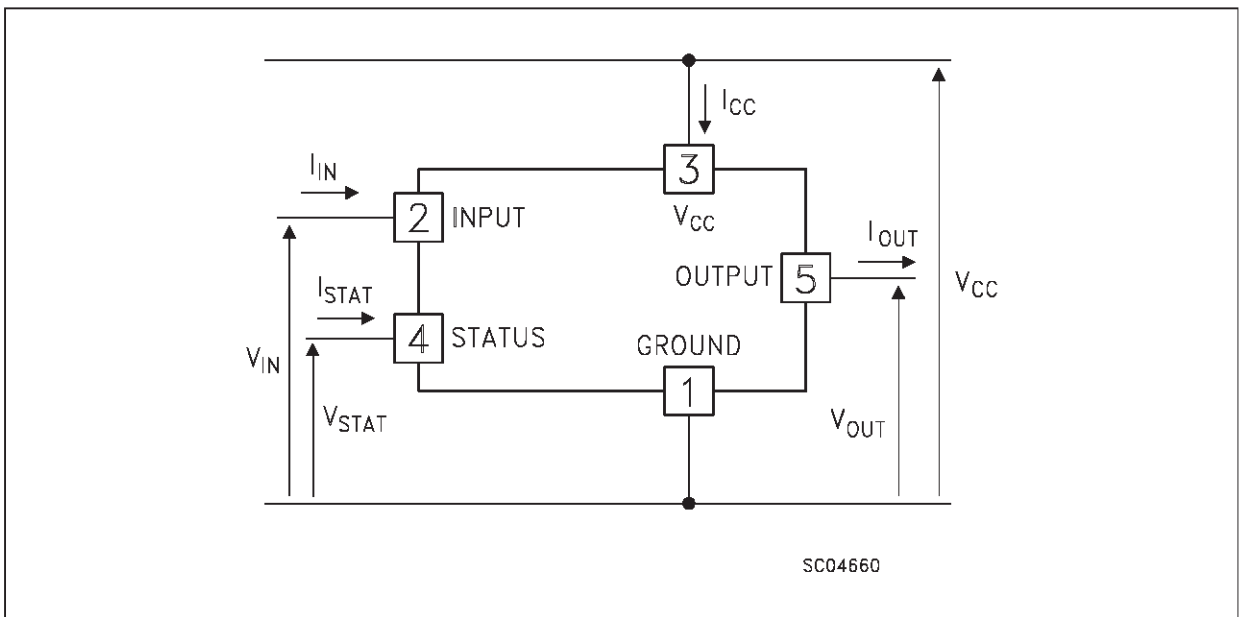 I_CC
3
V_CC
I_IN
2 INPUT
I_OUT
OUTPUT 5
V_CC
I_STAT
4 STATUS
GROUND
1
V_IN
V_STAT
V_OUT
SC04660